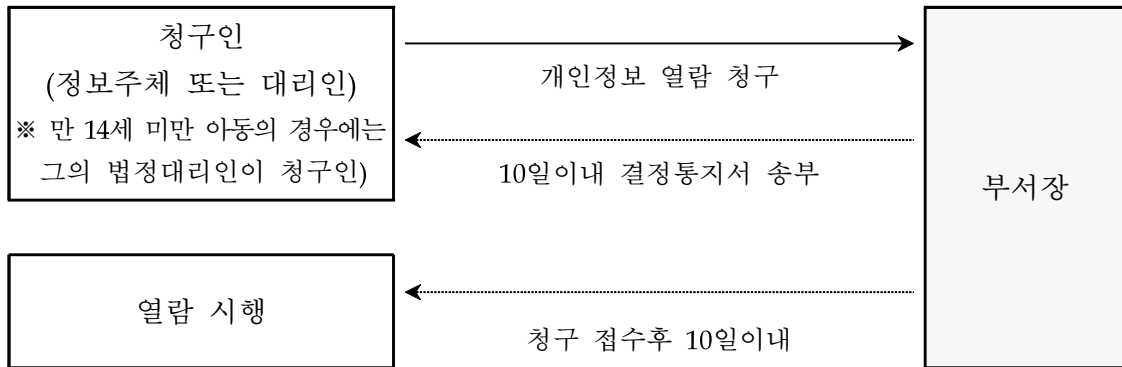 청구인
(정보주체 또는 대리인)
※ 만 14세 미만 아동의 경우에는
그의 법정대리인이 청구인)
개인정보 열람 청구
10일이내 결정통지서 송부
부서장
열람 시행
청구 접수후 10일이내